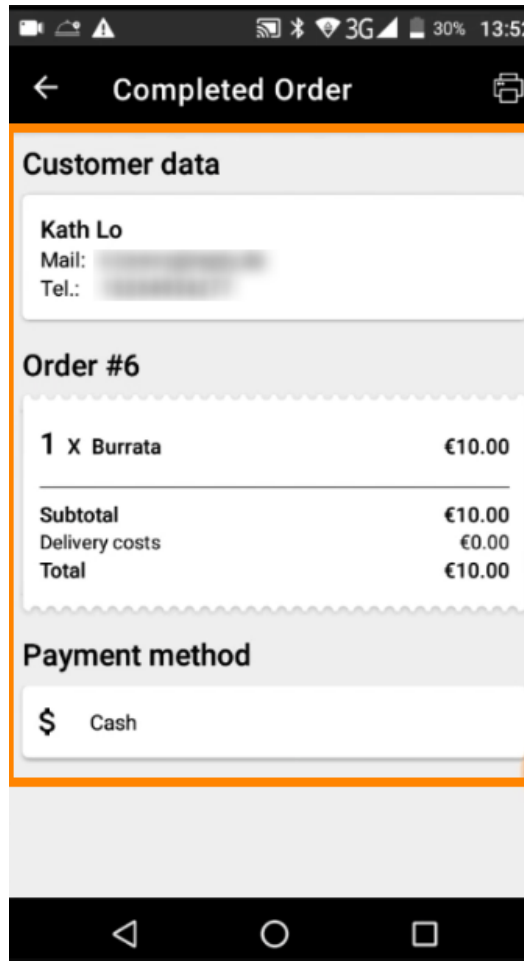 3G 30% 13:52
Completed Order
Customer data
Kath Lo
Mail:
Tel.:
Order #6
1 X Burrata €10.00
Subtotal €10.00
Delivery costs €0.00
Total €10.00
Payment method
$ Cash